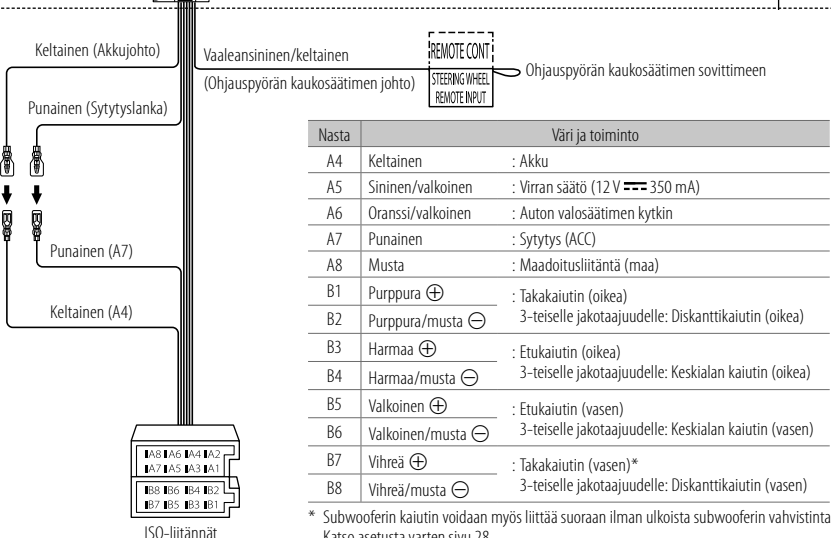 Keltainen (Akkujohto)
Vaaleansininen/keltainen
(Ohjauspyörän kaukosäätimen johto)
REMOTE CONT
STEERING WHEEL
REMOTE INPUT
Ohjauspyörän kaukosäätimen sovittimeen
Punainen (Sytytyslanka)
Punainen (A7)
Keltainen (A4)
A8 A6 A4 A2
A7 A5 A3 A1
B8 B6 B4 B2
B7 B5 B3 B1
ISO-liitännät
Nasta Väri ja toiminto
A4 Keltainen : Akku
A5 Sininen/valkoinen : Virran säätö (12 V ⎓ 350 mA)
A6 Oranssi/valkoinen : Auton valosäätimen kytkin
A7 Punainen : Sytytys (ACC)
A8 Musta : Maadoitusliitäntä (maa)
B1 Purppura ⊕ : Takakaiutin (oikea)
B2 Purppura/musta ⊖ 3-teiselle jakotaajuudelle: Diskanttikaiutin (oikea)
B3 Harmaa ⊕ : Etukaiutin (oikea)
B4 Harmaa/musta ⊖ 3-teiselle jakotaajuudelle: Keskialan kaiutin (oikea)
B5 Valkoinen ⊕ : Etukaiutin (vasen)
B6 Valkoinen/musta ⊖ 3-teiselle jakotaajuudelle: Keskialan kaiutin (vasen)
B7 Vihreä ⊕ : Takakaiutin (vasen)*
B8 Vihreä/musta ⊖ 3-teiselle jakotaajuudelle: Diskanttikaiutin (vasen)
* Subwooferin kaiutin voidaan myös liittää suoraan ilman ulkoista subwooferin vahvistinta
Katso asetusta varten sivu 28